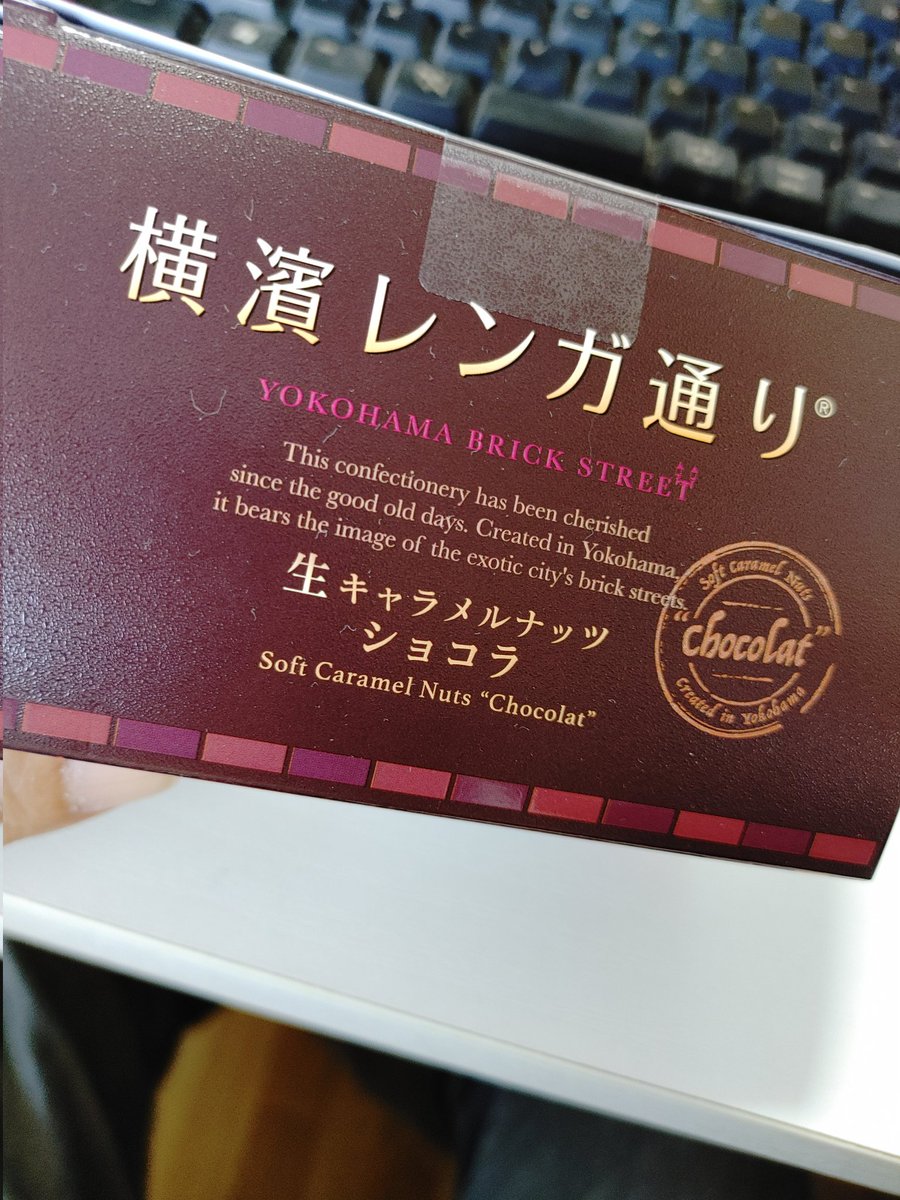 横濱レンガ通り®
YOKOHAMA BRICK STREET
This confectionery has been cherished
since the good old days. Created in Yokohama,
it bears the image of the exotic city's brick streets.
生キャラメルナッツ
ショコラ
Soft Caramel Nuts “Chocolat”
Soft Caramel Nuts
“Chocolat”
Created in Yokohama